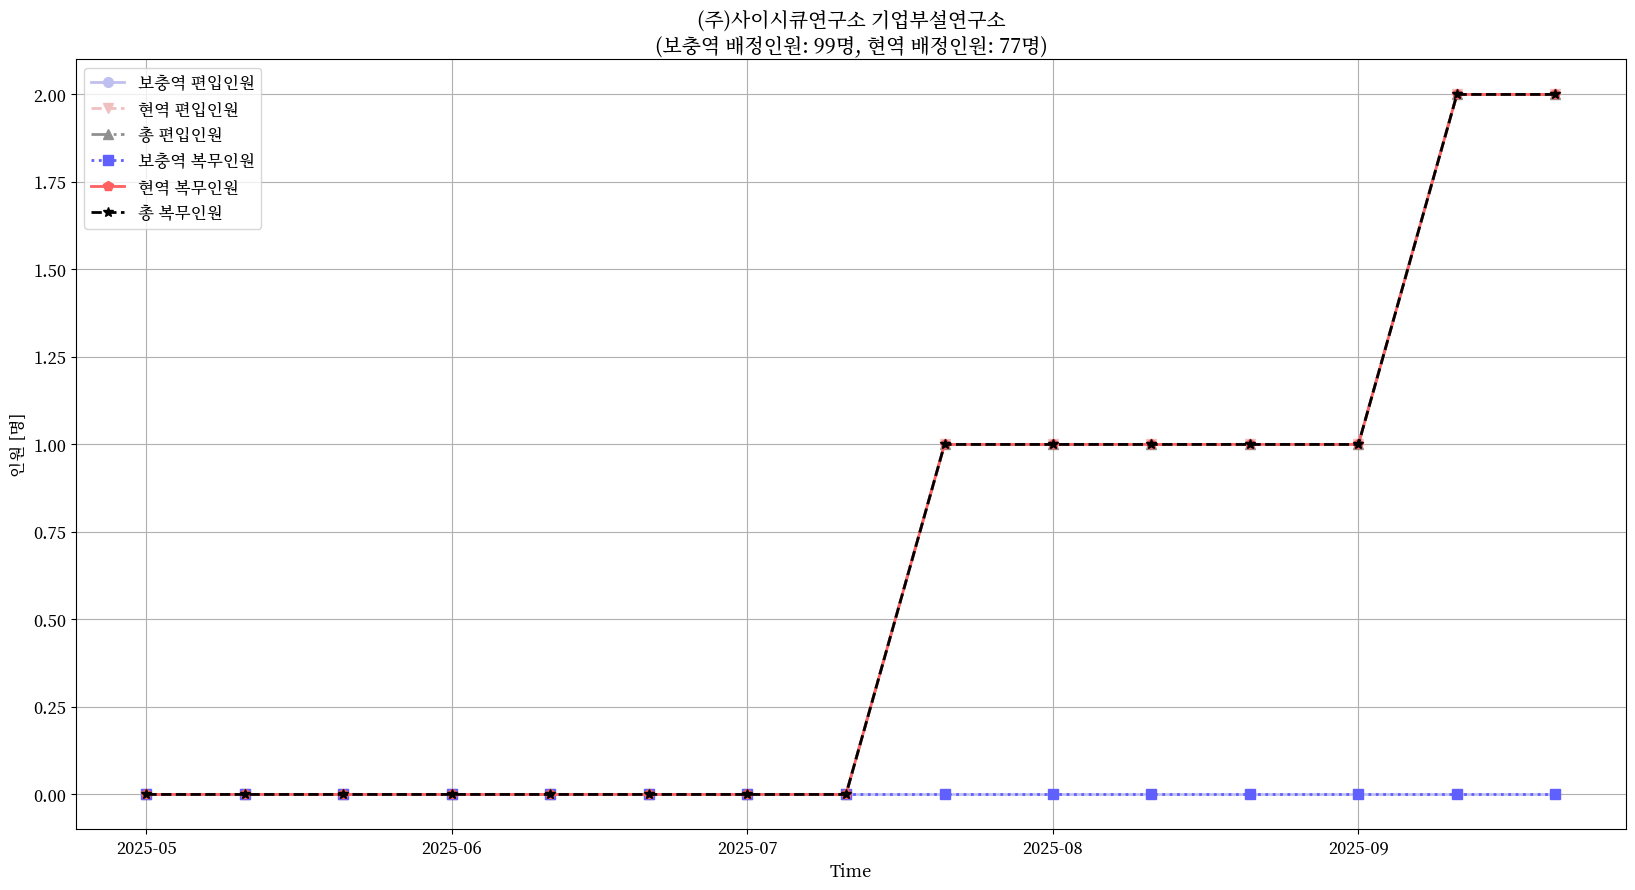 (주)사이시큐연구소 기업부설연구소
(보충역 배정인원: 99명, 현역 배정인원: 77명)
보충역 편입인원
현역 편입인원
총 편입인원
보충역 복무인원
현역 복무인원
총 복무인원
2.00
1.75
1.50
1.25
1.00
0.75
0.50
0.25
0.00
인원 [명]
2025-05
2025-06
2025-07
2025-08
2025-09
Time